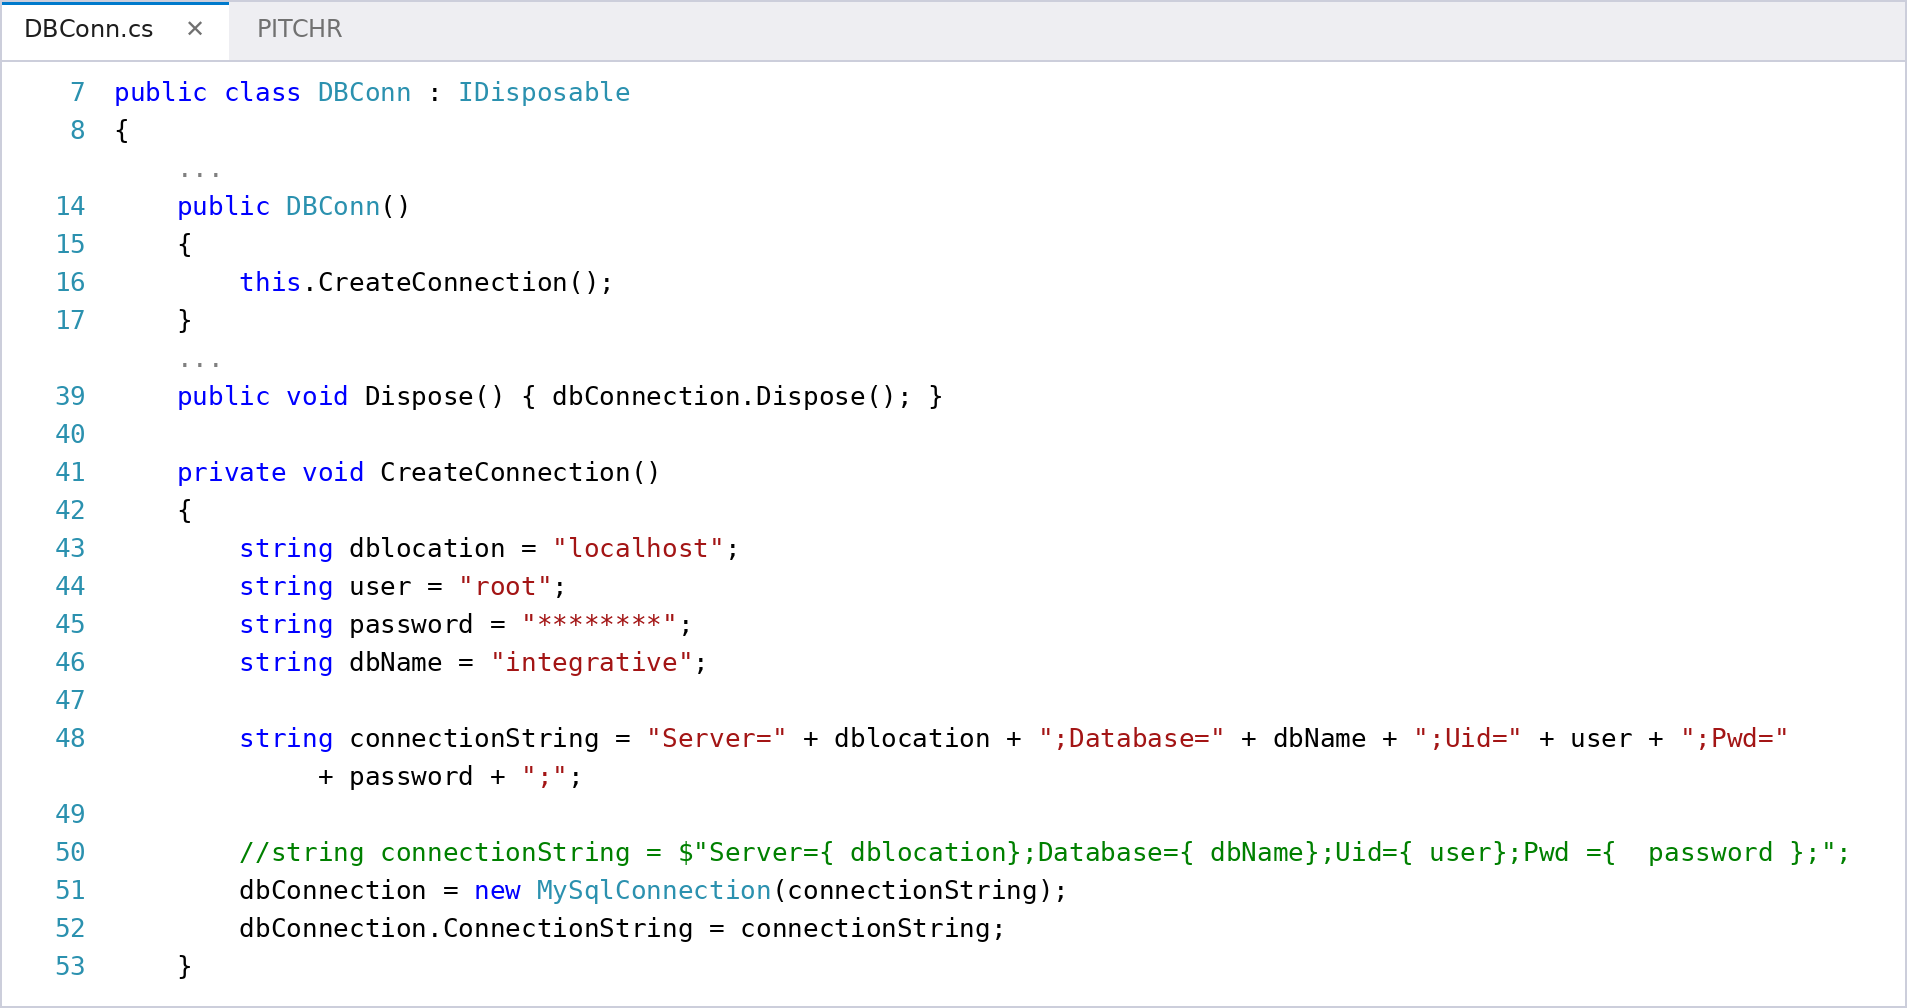 DBConn.cs ✕ PITCHR
7 public class DBConn : IDisposable
8 {
...
14 public DBConn()
15 {
16 this.CreateConnection();
17 }
...
39 public void Dispose() { dbConnection.Dispose(); }
40
41 private void CreateConnection()
42 {
43 string dblocation = "localhost";
44 string user = "root";
45 string password = "********";
46 string dbName = "integrative";
47
48 string connectionString = "Server=" + dblocation + ";Database=" + dbName + ";Uid=" + user + ";Pwd="
+ password + ";";
49
50 //string connectionString = $"Server={ dblocation};Database={ dbName};Uid={ user};Pwd ={  password };";
51 dbConnection = new MySqlConnection(connectionString);
52 dbConnection.ConnectionString = connectionString;
53 }